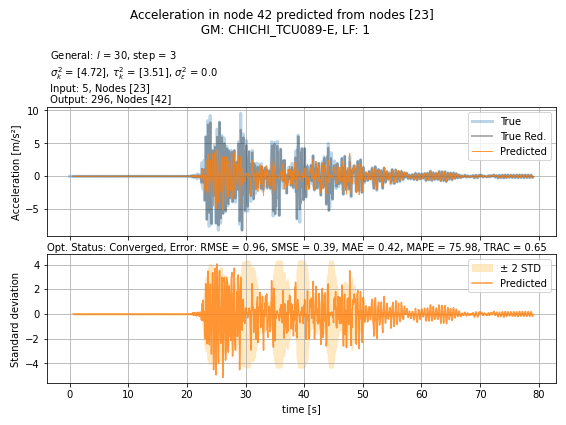 Acceleration in node 42 predicted from nodes [23]
GM: CHICHI_TCU089-E, LF: 1
General: l = 30, step = 3
σ²ₖ = [4.72], τ²ₖ = [3.51], σ²ε = 0.0
Input: 5, Nodes [23]
Output: 296, Nodes [42]
Acceleration [m/s²]
10
5
0
−5
True
True Red.
Predicted
Opt. Status: Converged, Error: RMSE = 0.96, SMSE = 0.39, MAE = 0.42, MAPE = 75.98, TRAC = 0.65
Standard deviation
4
2
0
−2
−4
± 2 STD
Predicted
0 10 20 30 40 50 60 70 80
time [s]